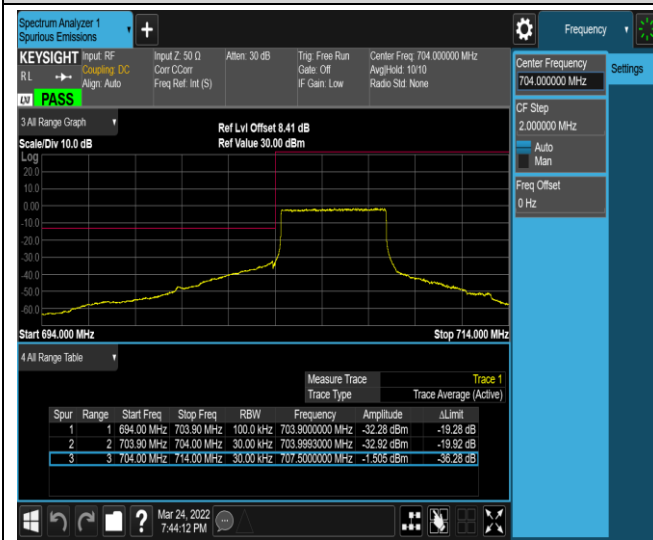 Spectrum Analyzer 1
Spurious Emissions
Frequency
KEYSIGHT
Input: RF
Coupling: DC
Align: Auto
Input Z: 50 Ω
Corr CCorr
Freq Ref: Int (S)
Atten: 30 dB
Trig: Free Run
Gate: Off
IF Gain: Low
Center Freq: 704.000000 MHz
Avg|Hold: 10/10
Radio Std: None
R L
LXI
PASS
Center Frequency
704.000000 MHz
Settings
CF Step
2.000000 MHz
Auto
Man
Freq Offset
0 Hz
3 All Range Graph
Scale/Div 10.0 dB
Ref Lvl Offset 8.41 dB
Ref Value 30.00 dBm
Log
20.0
10.0
0.00
-10.0
-20.0
-30.0
-40.0
-50.0
-60.0
Start 694.000 MHz
Stop 714.000 MHz
4 All Range Table
Measure Trace Trace 1
Trace Type Trace Average (Active)
Spur Range Start Freq Stop Freq RBW Frequency Amplitude ΔLimit
1 1 694.00 MHz 703.90 MHz 100.0 kHz 703.9000000 MHz -32.28 dBm -19.28 dB
2 2 703.90 MHz 704.00 MHz 30.00 kHz 703.9993000 MHz -32.92 dBm -19.92 dB
3 3 704.00 MHz 714.00 MHz 30.00 kHz 707.5000000 MHz -1.505 dBm -36.28 dB
Mar 24, 2022
7:44:12 PM